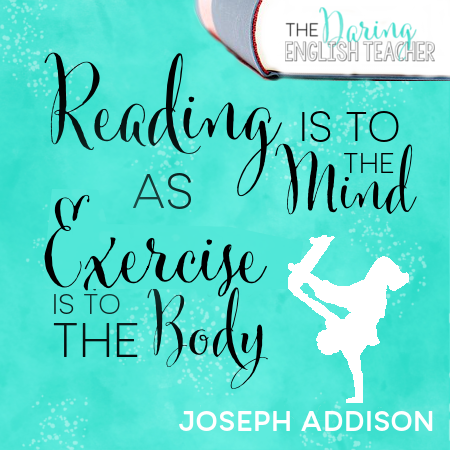 THE Daring
ENGLISH TEACHER
Reading IS TO
THE
AS Mind
Exercise
IS TO
THE Body
JOSEPH ADDISON